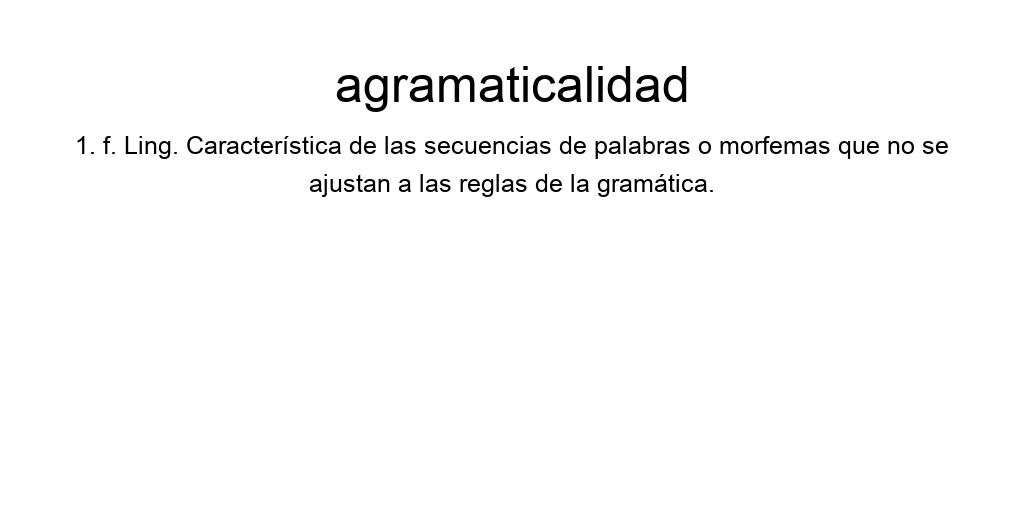 agramaticalidad
1. f. Ling. Característica de las secuencias de palabras o morfemas que no se
ajustan a las reglas de la gramática.